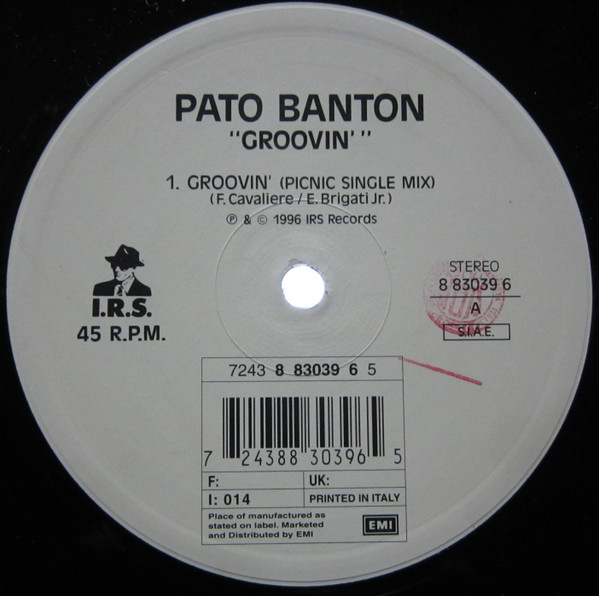 PATO BANTON
"GROOVIN'"
1. GROOVIN' (PICNIC SINGLE MIX)
(F. Cavaliere / E. Brigati Jr.)
℗ & © 1996 IRS Records
I.R.S.
45 R.P.M.
STEREO
8 83039 6
A
S.I.A.E.
7243 8 83039 6 5
7 24388 30396 5
F: UK:
I: 014 PRINTED IN ITALY
Place of manufactured as
stated on label. Marketed
and Distributed by EMI
EMI